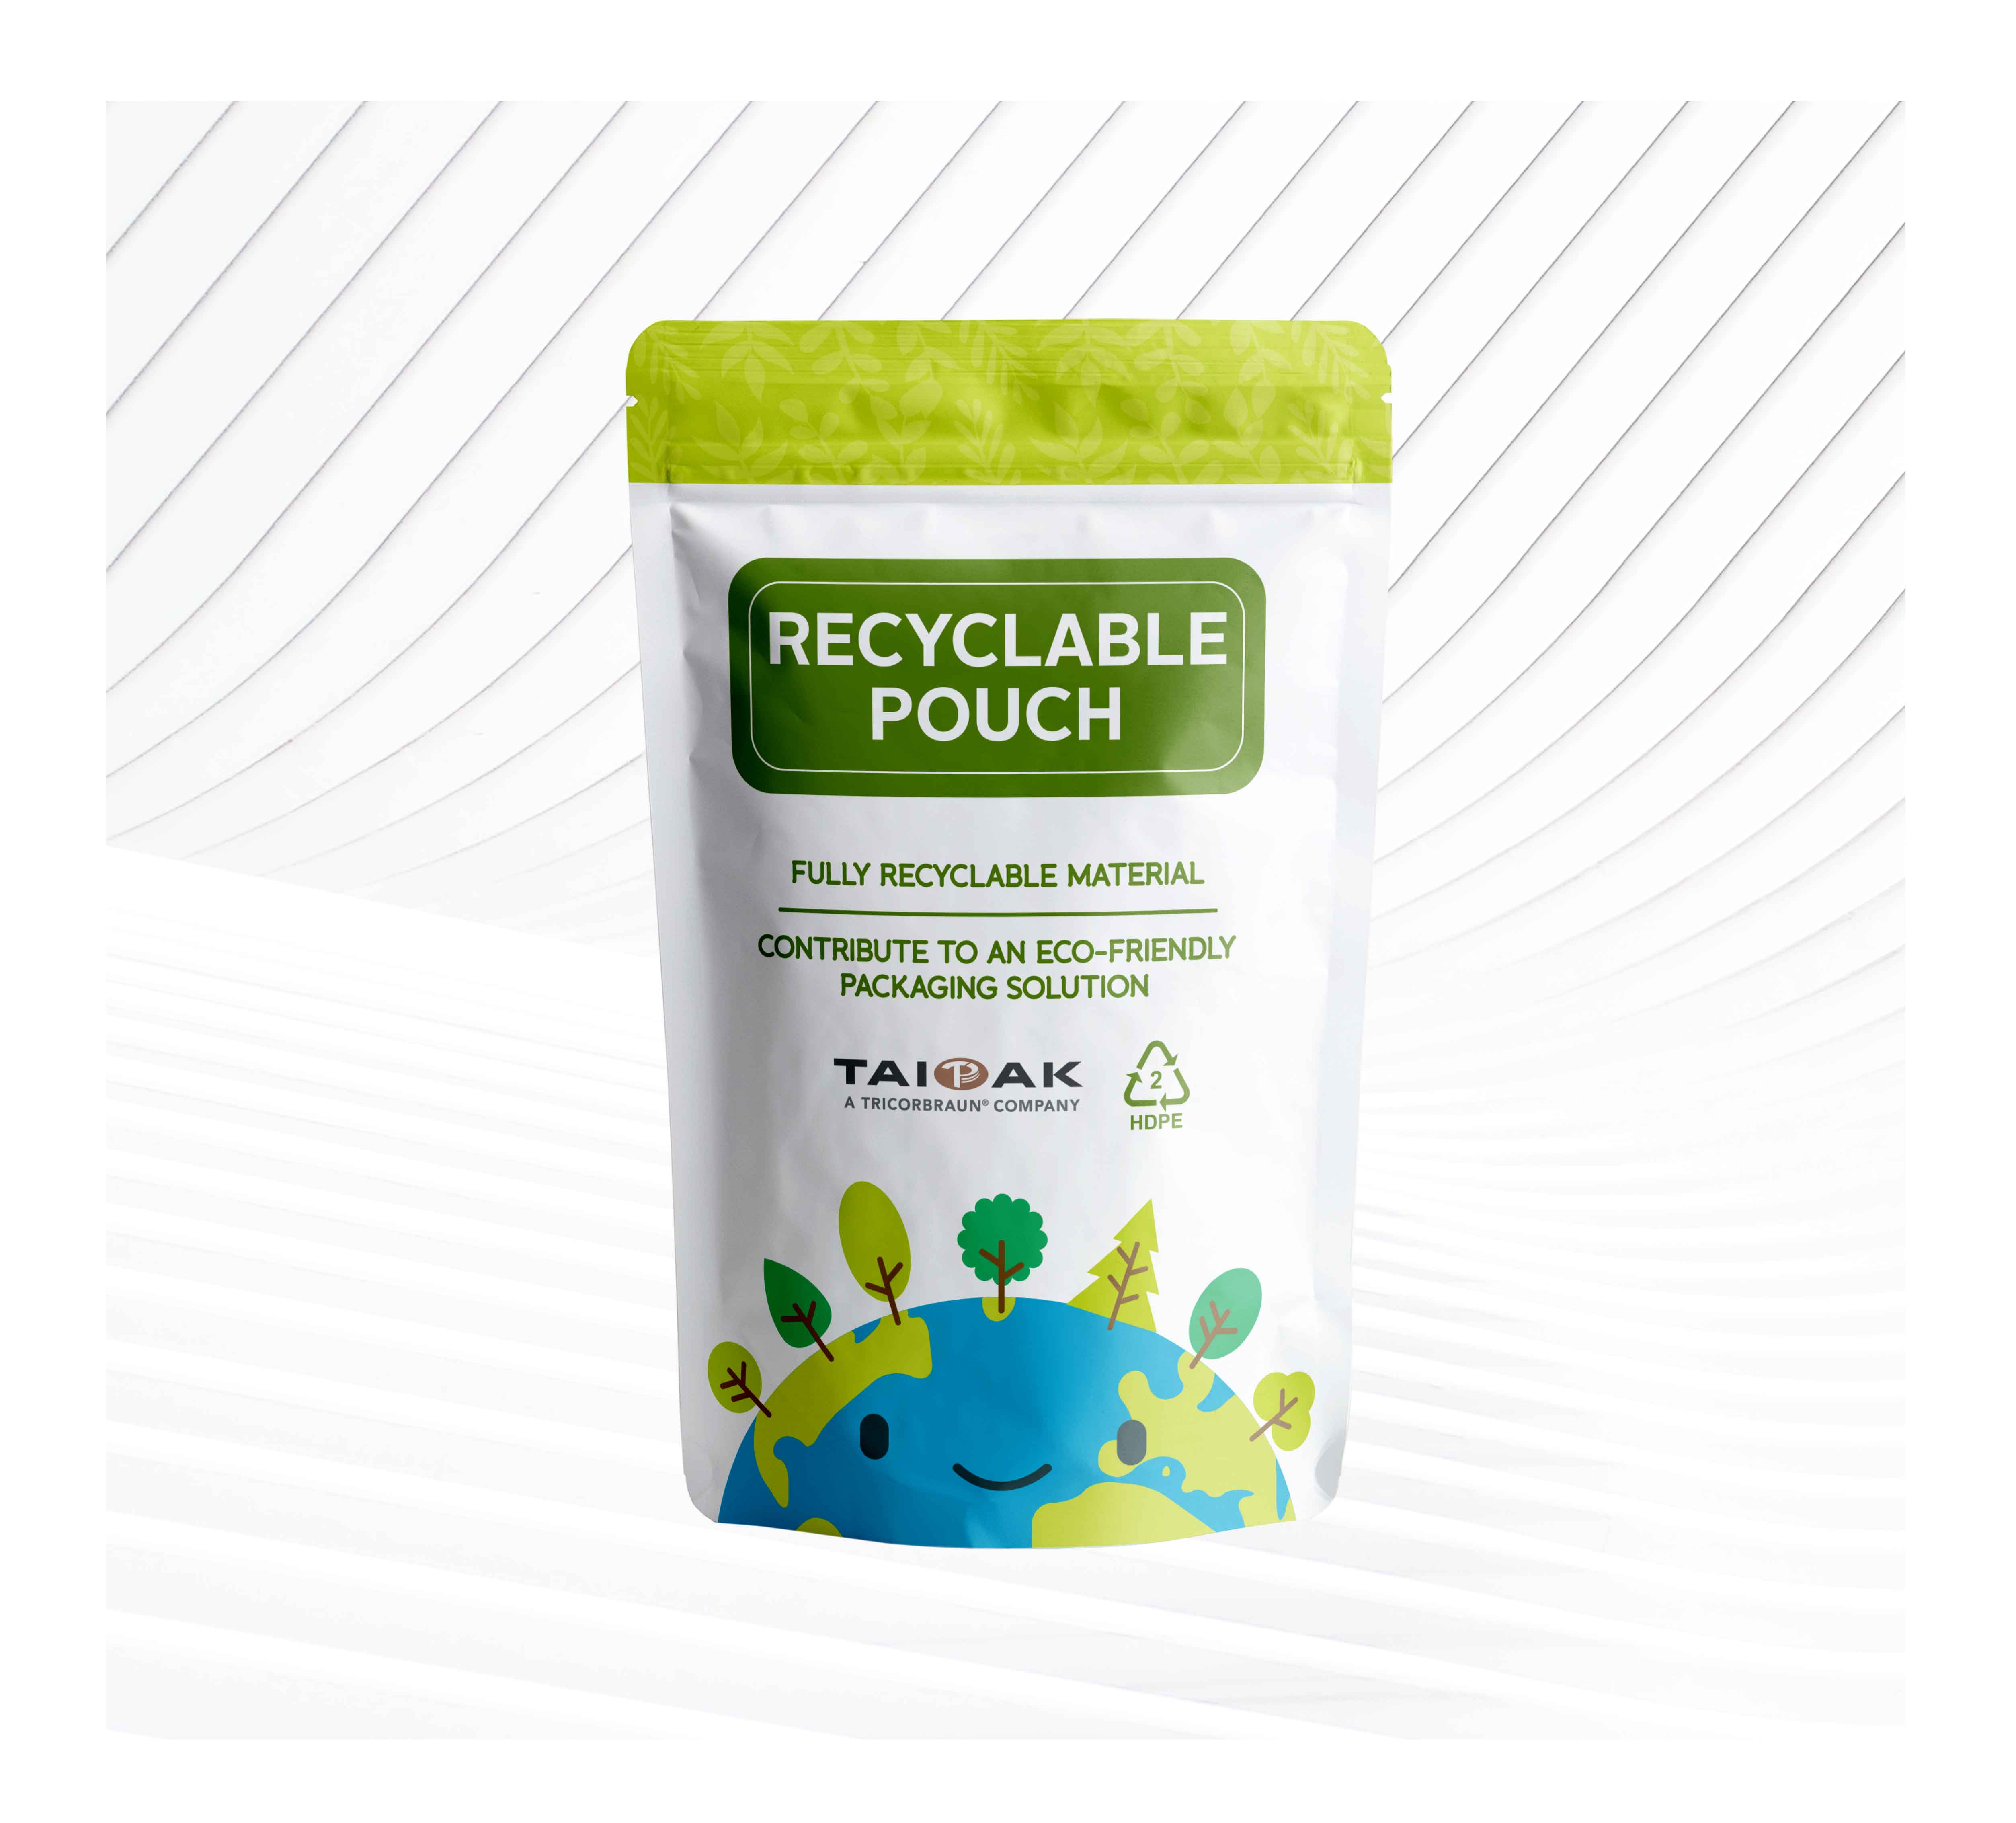 RECYCLABLE
POUCH
FULLY RECYCLABLE MATERIAL
CONTRIBUTE TO AN ECO-FRIENDLY
PACKAGING SOLUTION
TAIPAK
A TRICORBRAUN® COMPANY
2
HDPE